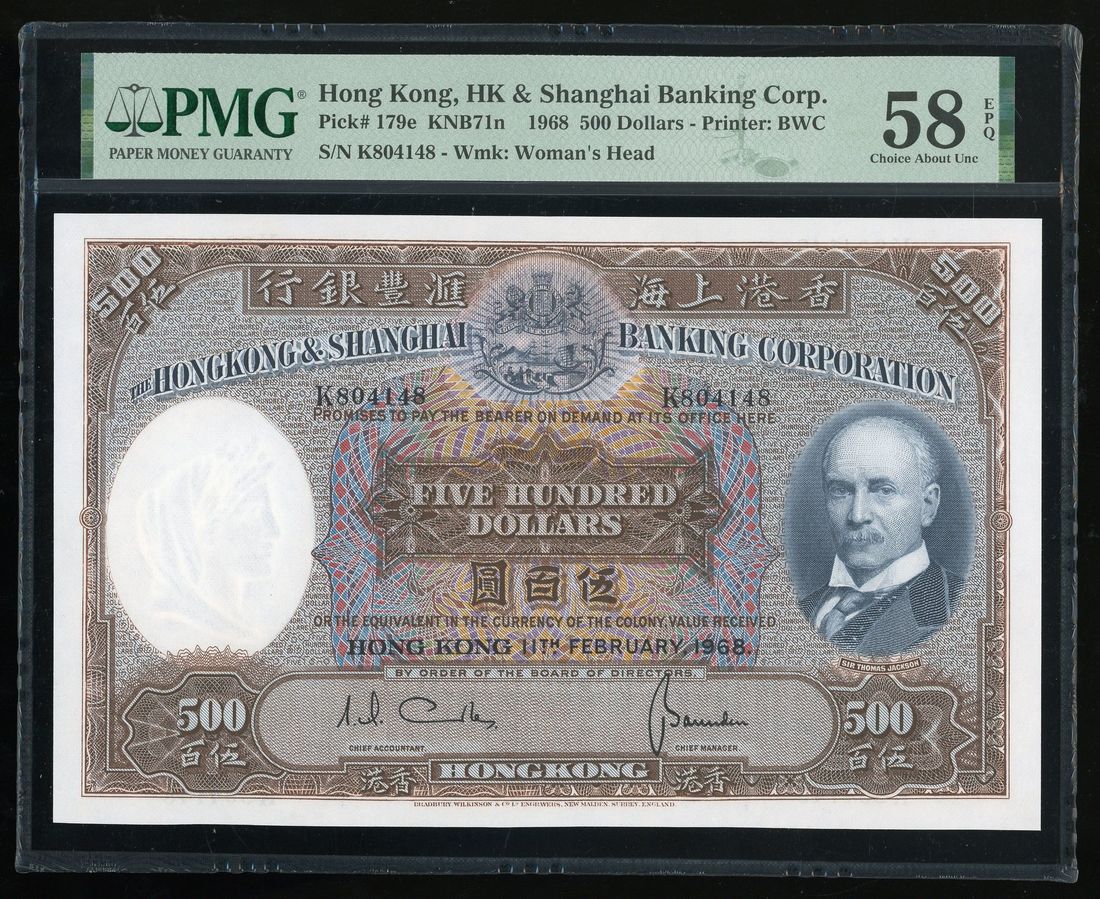 PMG®
PAPER MONEY GUARANTY
Hong Kong, HK & Shanghai Banking Corp.
Pick# 179e KNB71n 1968 500 Dollars - Printer: BWC
S/N K804148 - Wmk: Woman's Head
58 EPQ
Choice About Unc
500
伍百
行銀豐滙 海上港香
500
伍百
THE HONGKONG & SHANGHAI BANKING CORPORATION
K804148 K804148
PROMISES TO PAY THE BEARER ON DEMAND AT ITS OFFICE HERE
FIVE HUNDRED
DOLLARS
圓百伍
OR THE EQUIVALENT IN THE CURRENCY OF THE COLONY, VALUE RECEIVED
HONG KONG 11TH FEBRUARY, 1968.
BY ORDER OF THE BOARD OF DIRECTORS.
SIR THOMAS JACKSON
500 500
百伍 百伍
CHIEF ACCOUNTANT. CHIEF MANAGER.
港香 HONGKONG 港香
BRADBURY, WILKINSON & Co Ld ENGRAVERS, NEW MALDEN, SURREY, ENGLAND.